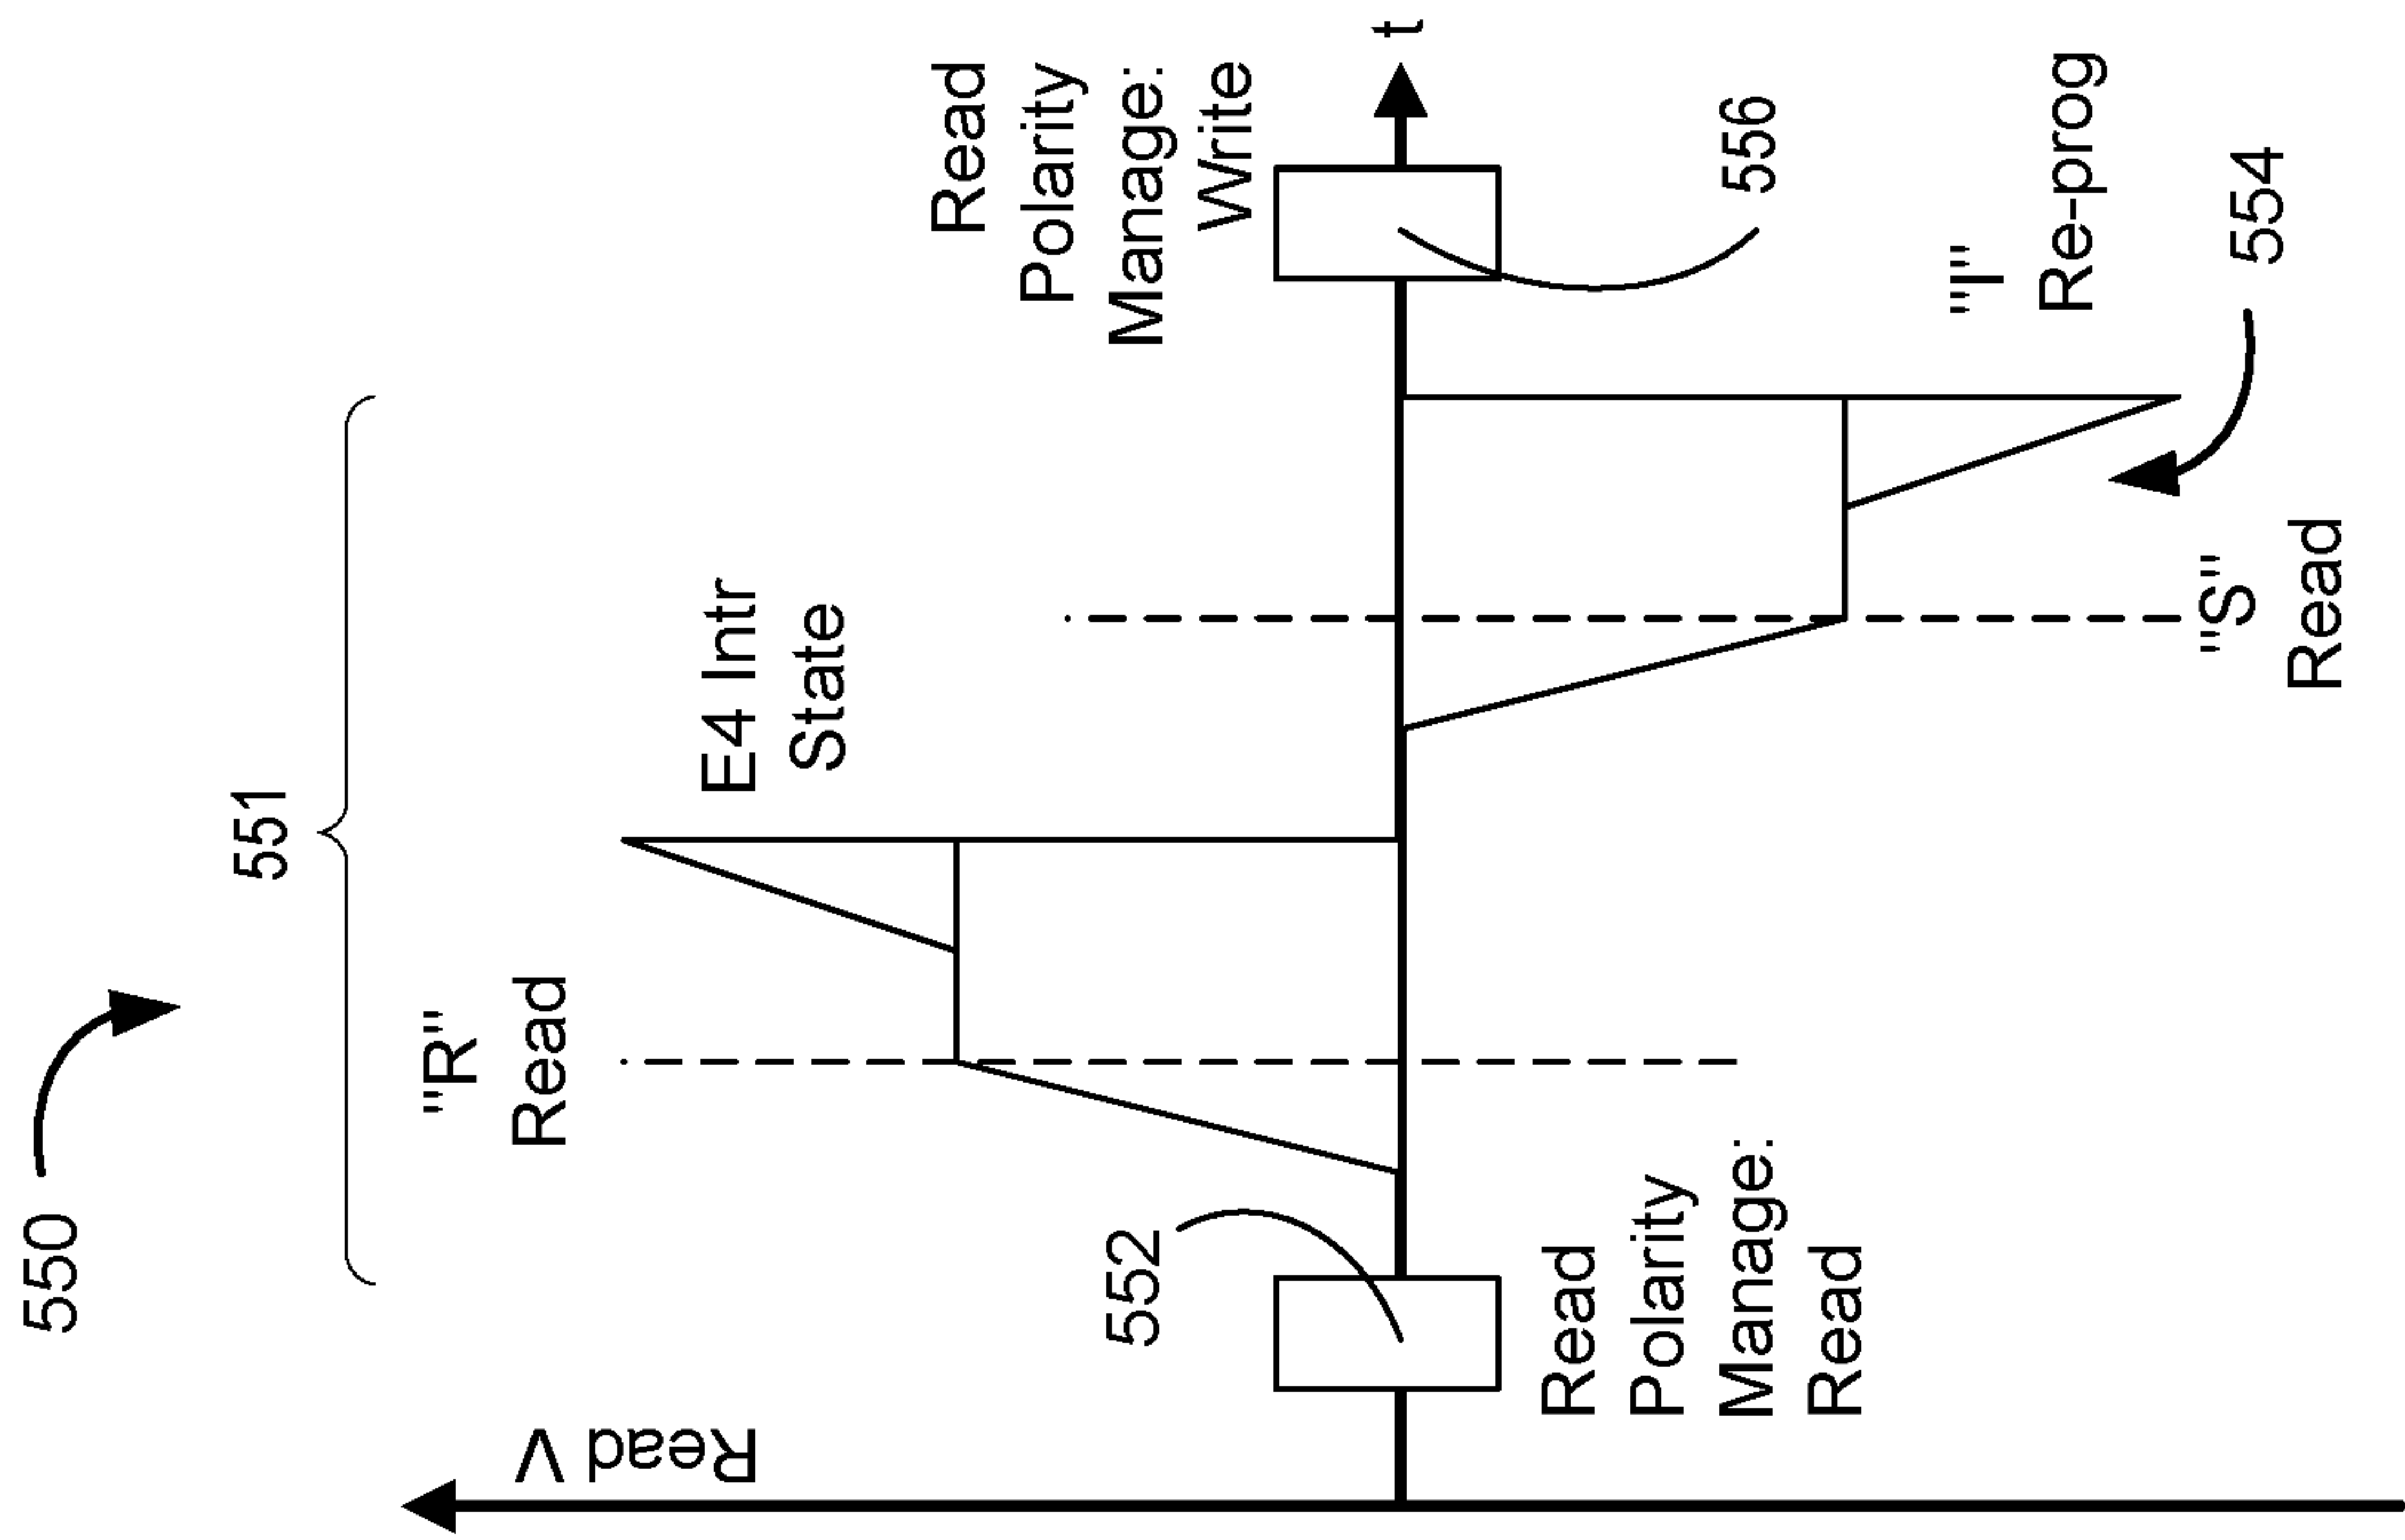 550
551
"R"
Read
E4 Intr
State
Read V
Read
Polarity
Manage:
Write
t
552
Read
Polarity
Manage:
Read
556
"I"
Re-prog
554
"S"
Read